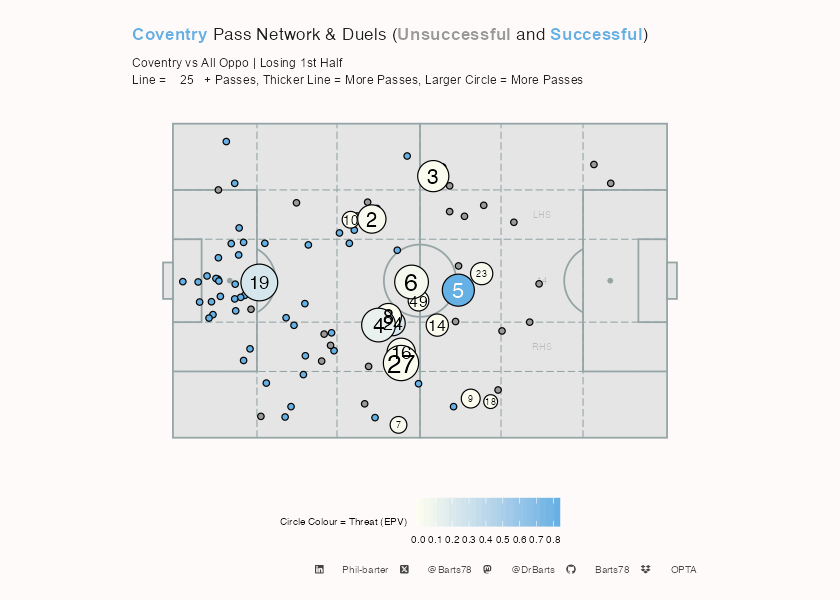 Coventry Pass Network & Duels (Unsuccessful and Successful)
Coventry vs All Oppo | Losing 1st Half
Line = 25 + Passes, Thicker Line = More Passes, Larger Circle = More Passes
3
10 2
LHS
19
6
23
5
49
8
4 24
14
16
RHS
27
9
18
7
Circle Colour = Threat (EPV)
0.0 0.1 0.2 0.3 0.4 0.5 0.6 0.7 0.8
Phil-barter @Barts78 @DrBarts Barts78 OPTA